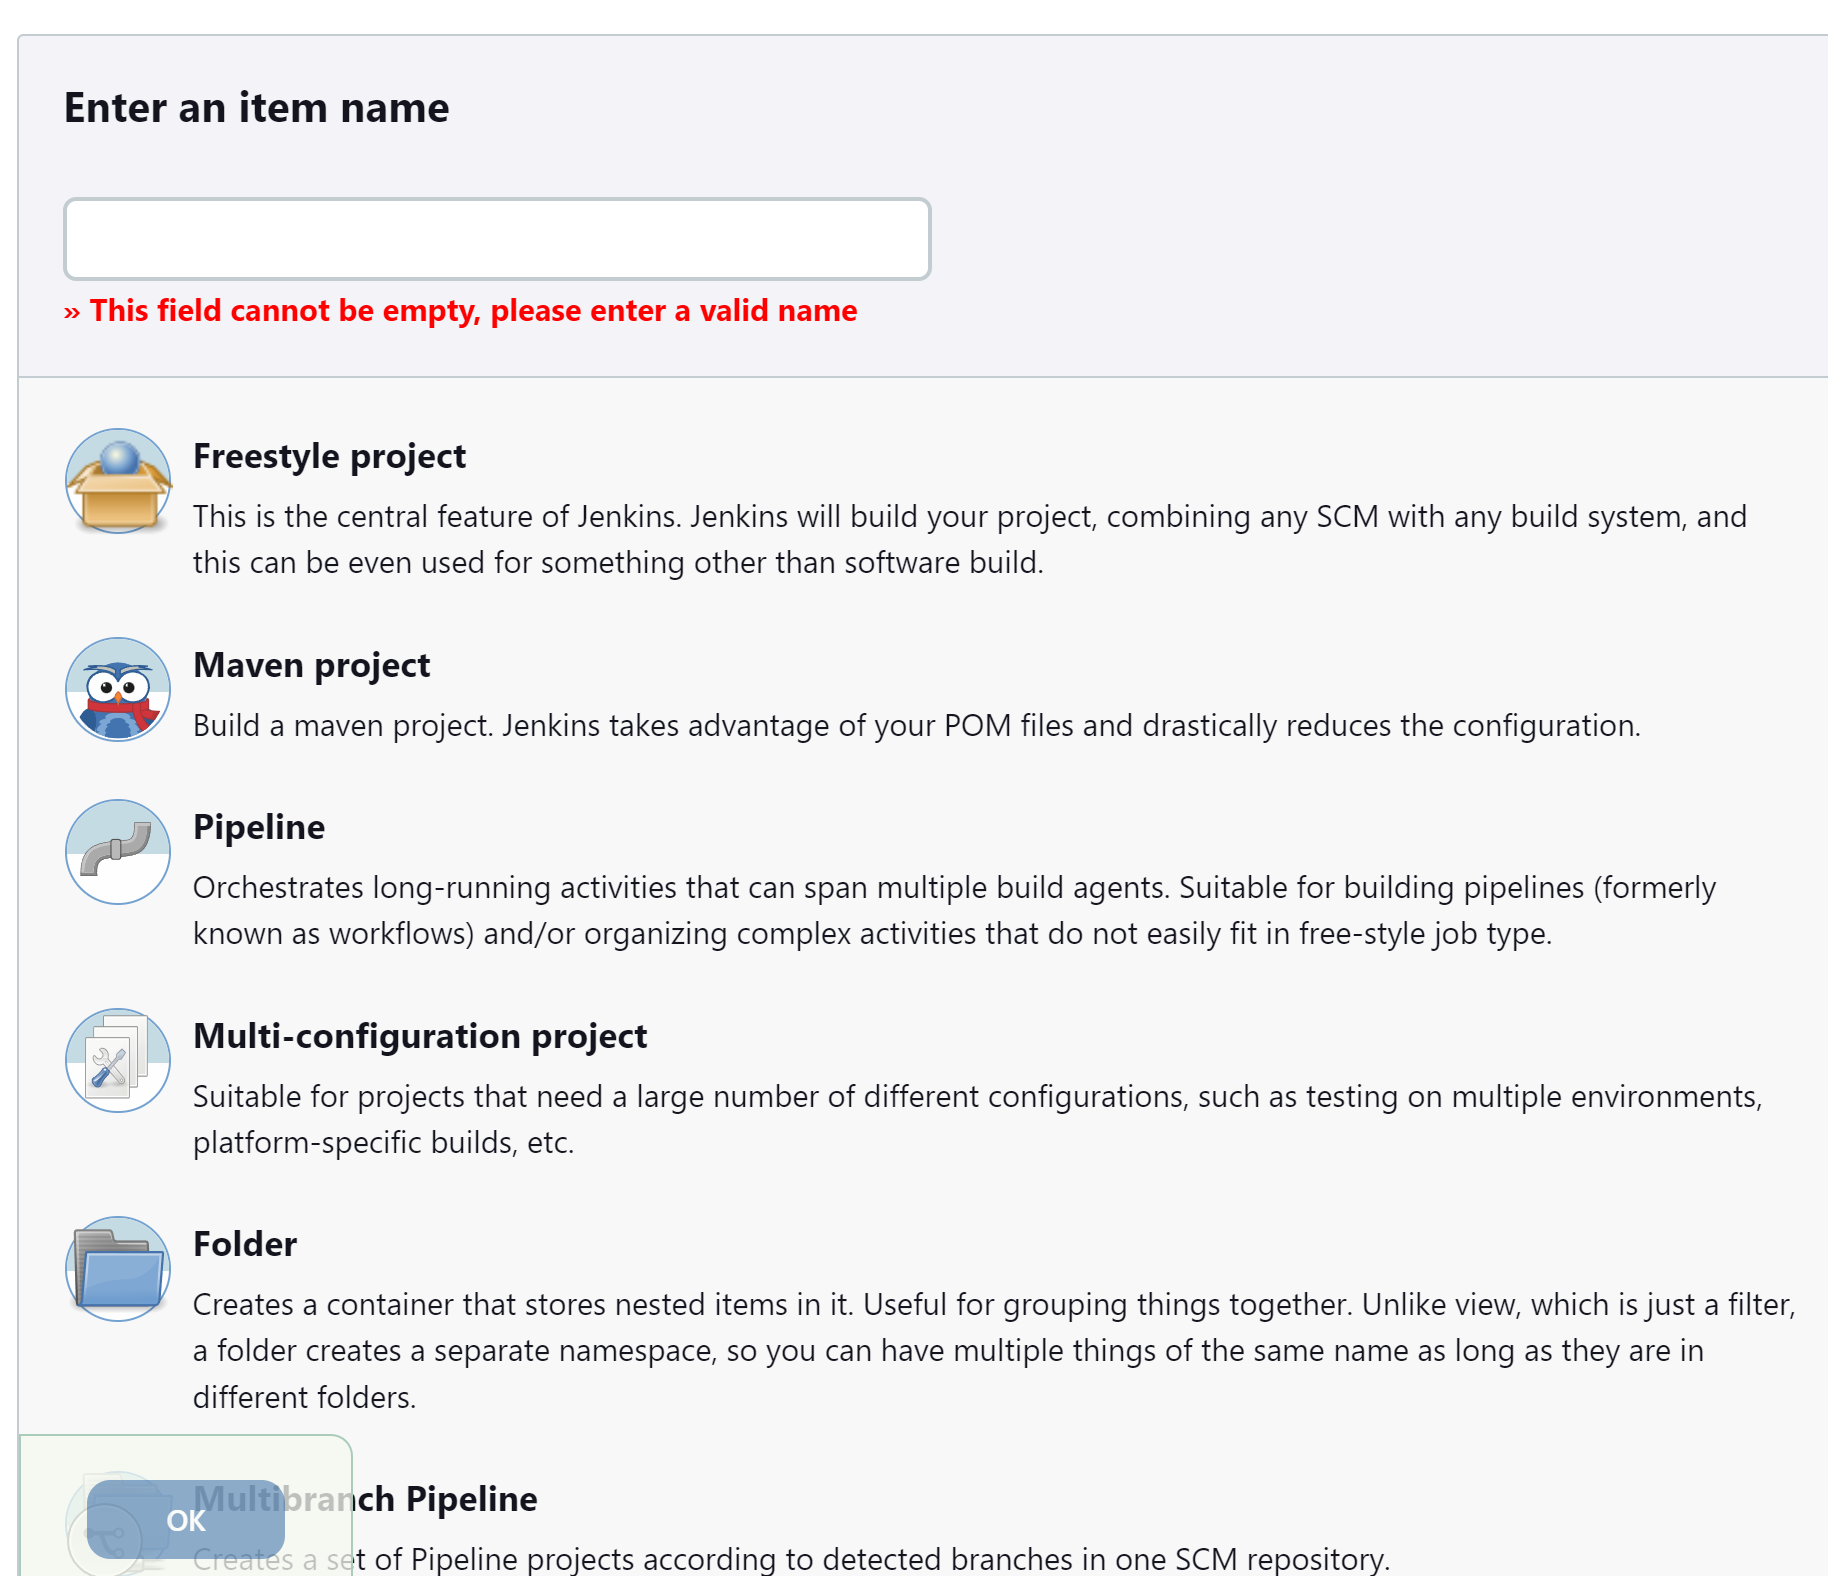 Enter an item name
» This field cannot be empty, please enter a valid name
Freestyle project
This is the central feature of Jenkins. Jenkins will build your project, combining any SCM with any build system, and
this can be even used for something other than software build.
Maven project
Build a maven project. Jenkins takes advantage of your POM files and drastically reduces the configuration.
Pipeline
Orchestrates long-running activities that can span multiple build agents. Suitable for building pipelines (formerly
known as workflows) and/or organizing complex activities that do not easily fit in free-style job type.
Multi-configuration project
Suitable for projects that need a large number of different configurations, such as testing on multiple environments,
platform-specific builds, etc.
Folder
Creates a container that stores nested items in it. Useful for grouping things together. Unlike view, which is just a filter,
a folder creates a separate namespace, so you can have multiple things of the same name as long as they are in
different folders.
Multibranch Pipeline
OK
Creates a set of Pipeline projects according to detected branches in one SCM repository.